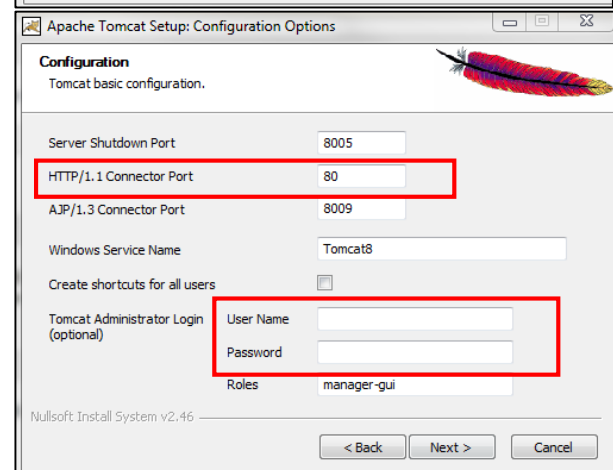 Apache Tomcat Setup: Configuration Options
Configuration
Tomcat basic configuration.
Server Shutdown Port 8005
HTTP/1.1 Connector Port 80
AJP/1.3 Connector Port 8009
Windows Service Name Tomcat8
Create shortcuts for all users
Tomcat Administrator Login User Name
(optional)
Password
Roles manager-gui
Nullsoft Install System v2.46
< Back Next > Cancel